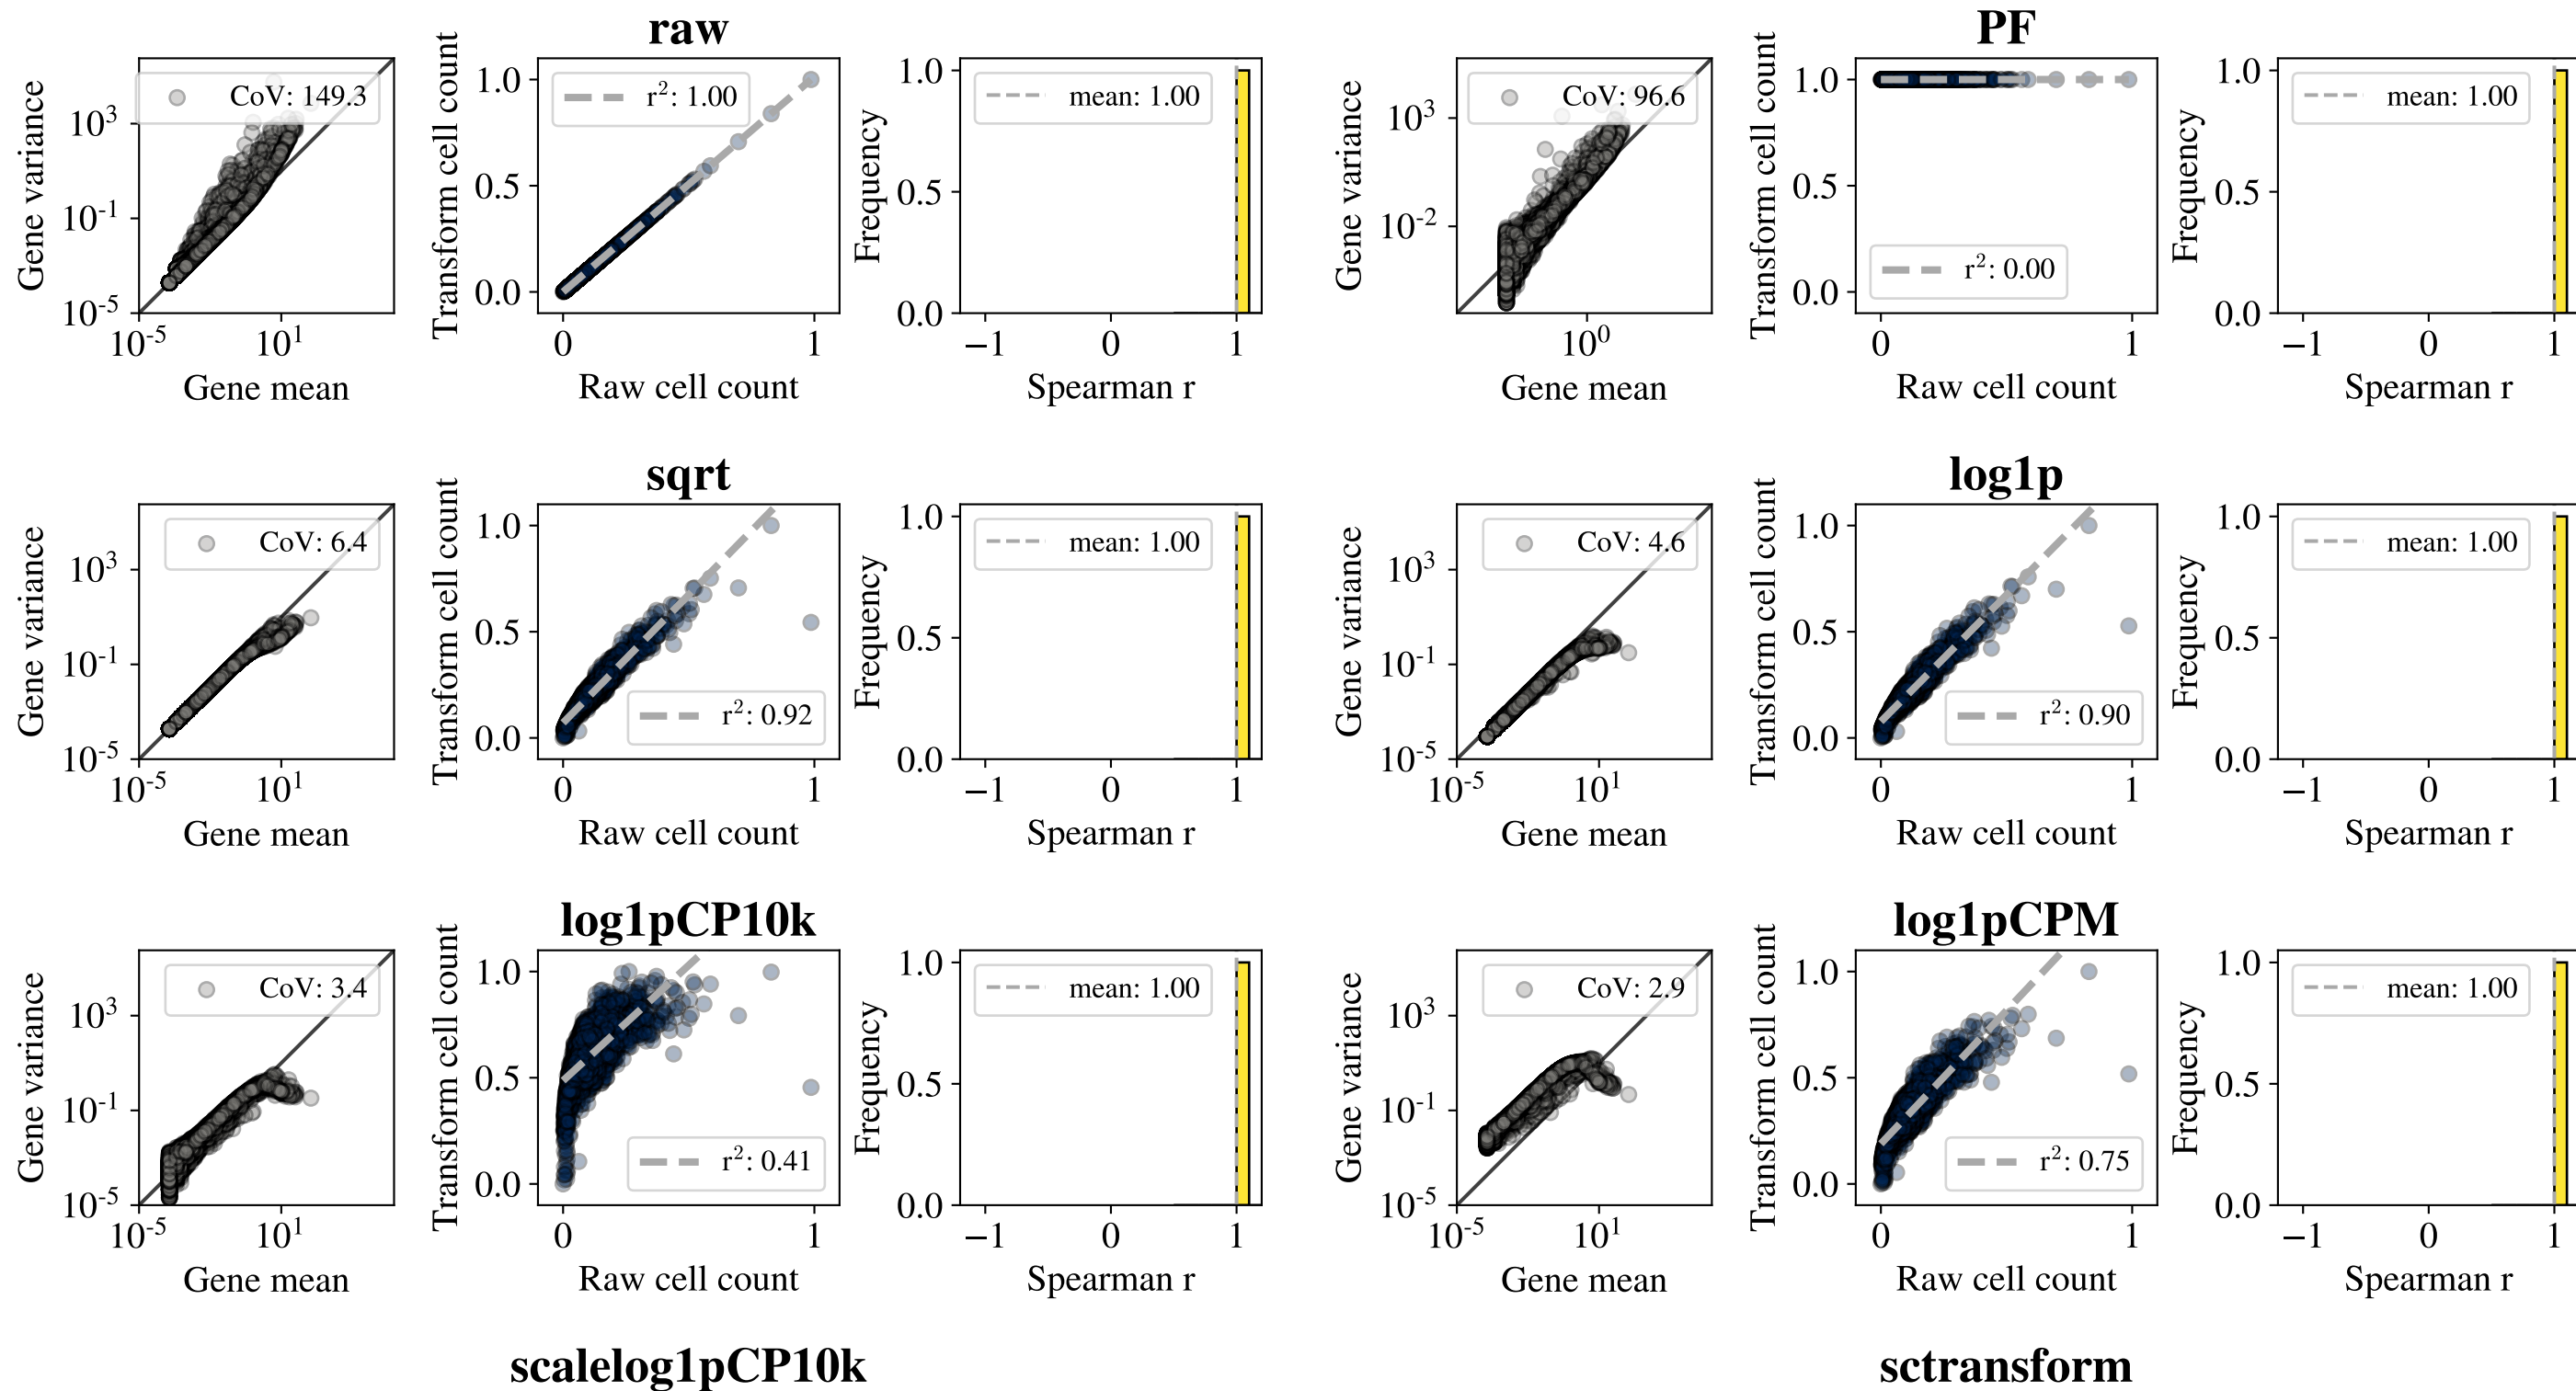 raw
PF
Gene variance
10³
10⁻¹
10⁻⁵
CoV: 149.3
10⁻⁵ 10¹
Gene mean
Transform cell count
1.0
0.5
0.0
r²: 1.00
0 1
Raw cell count
Frequency
1.0
0.5
0.0
mean: 1.00
−1 0 1
Spearman r
Gene variance
10³
10⁻²
CoV: 96.6
10⁰
Gene mean
Transform cell count
1.0
0.5
0.0
r²: 0.00
0 1
Raw cell count
Frequency
1.0
0.5
0.0
mean: 1.00
−1 0 1
Spearman r
sqrt
log1p
Gene variance
10³
10⁻¹
10⁻⁵
CoV: 6.4
10⁻⁵ 10¹
Gene mean
Transform cell count
1.0
0.5
0.0
r²: 0.92
0 1
Raw cell count
Frequency
1.0
0.5
0.0
mean: 1.00
−1 0 1
Spearman r
Gene variance
10³
10⁻¹
10⁻⁵
CoV: 4.6
10⁻⁵ 10¹
Gene mean
Transform cell count
1.0
0.5
0.0
r²: 0.90
0 1
Raw cell count
Frequency
1.0
0.5
0.0
mean: 1.00
−1 0 1
Spearman r
log1pCP10k
log1pCPM
Gene variance
10³
10⁻¹
10⁻⁵
CoV: 3.4
10⁻⁵ 10¹
Gene mean
Transform cell count
1.0
0.5
0.0
r²: 0.41
0 1
Raw cell count
Frequency
1.0
0.5
0.0
mean: 1.00
−1 0 1
Spearman r
Gene variance
10³
10⁻¹
10⁻⁵
CoV: 2.9
10⁻⁵ 10¹
Gene mean
Transform cell count
1.0
0.5
0.0
r²: 0.75
0 1
Raw cell count
Frequency
1.0
0.5
0.0
mean: 1.00
−1 0 1
Spearman r
scalelog1pCP10k
sctransform